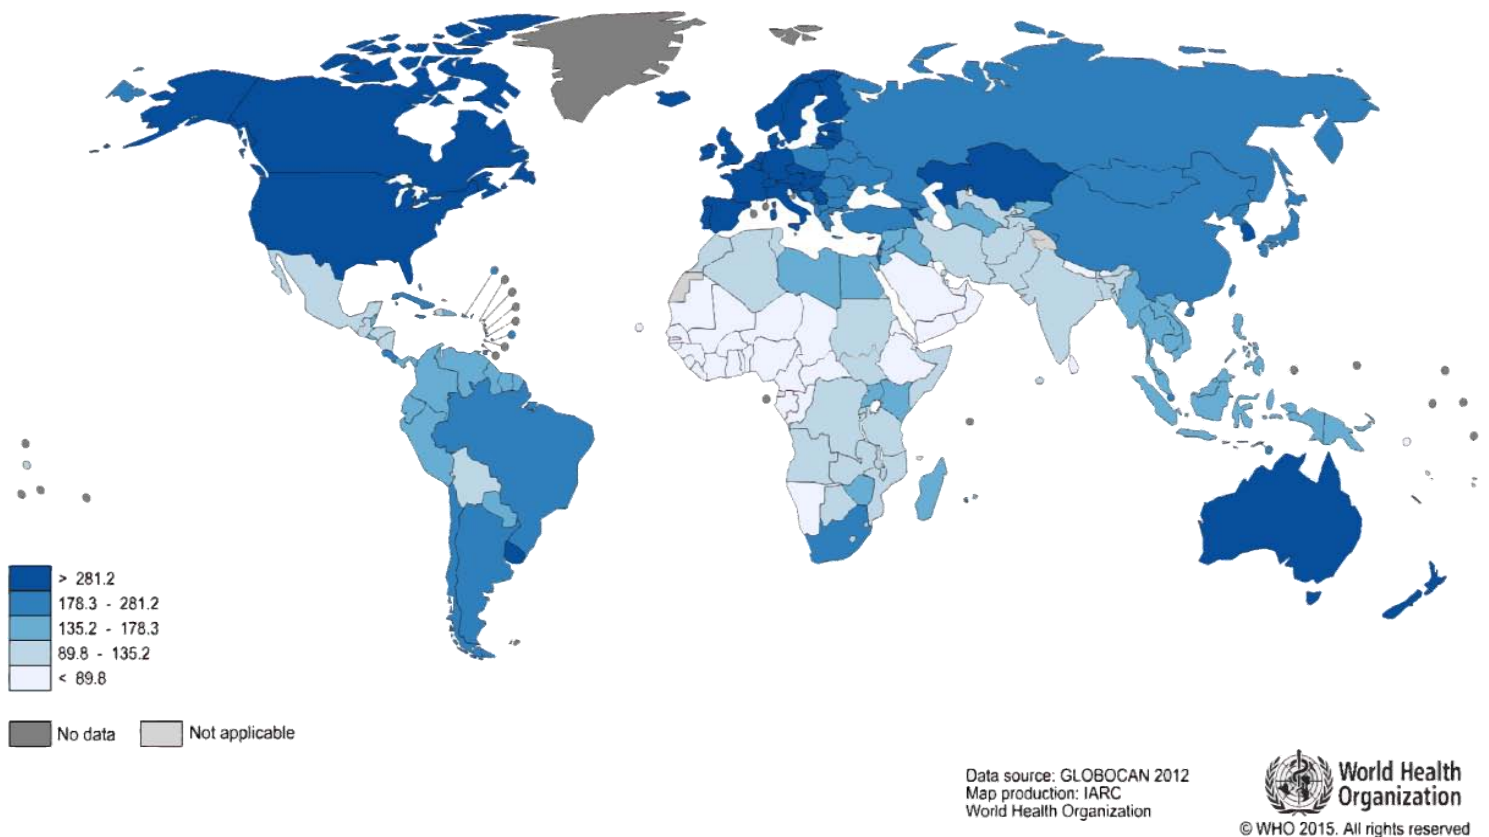 > 281.2
178.3 - 281.2
135.2 - 178.3
89.8 - 135.2
< 89.8
No data
Not applicable
Data source: GLOBOCAN 2012
Map production: IARC
World Health Organization
World Health
Organization
© WHO 2015. All rights reserved